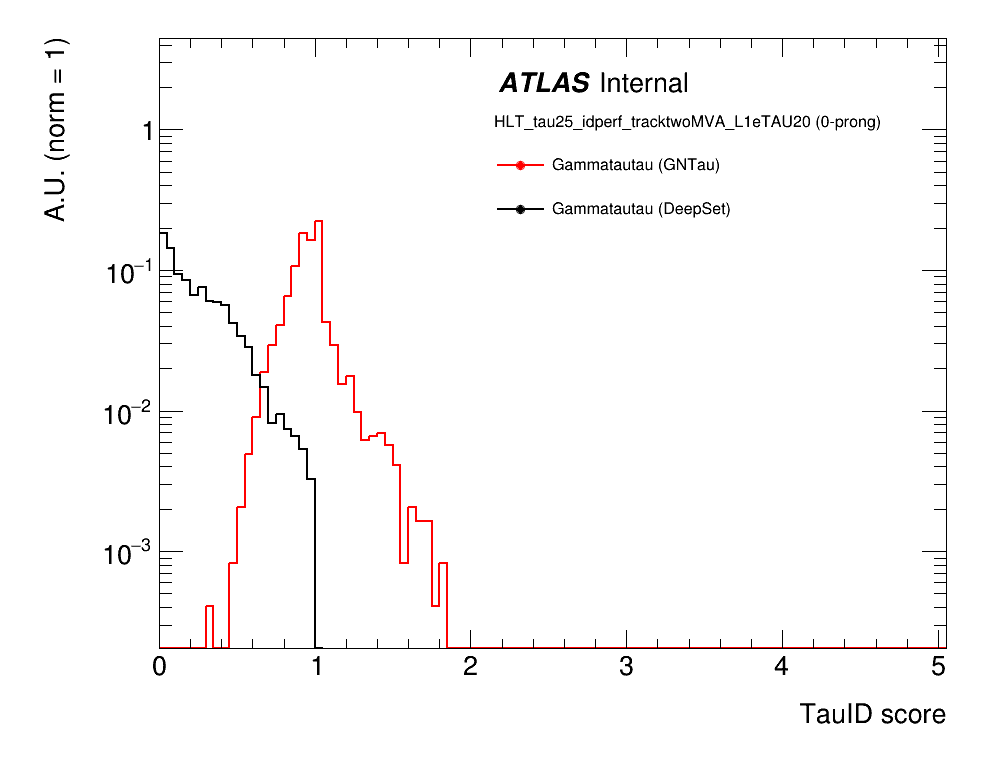 A.U. (norm = 1)
ATLAS Internal
HLT_tau25_idperf_tracktwoMVA_L1eTAU20 (0-prong)
Gammatautau (GNTau)
Gammatautau (DeepSet)
1
10⁻¹
10⁻²
10⁻³
0 1 2 3 4 5
TauID score